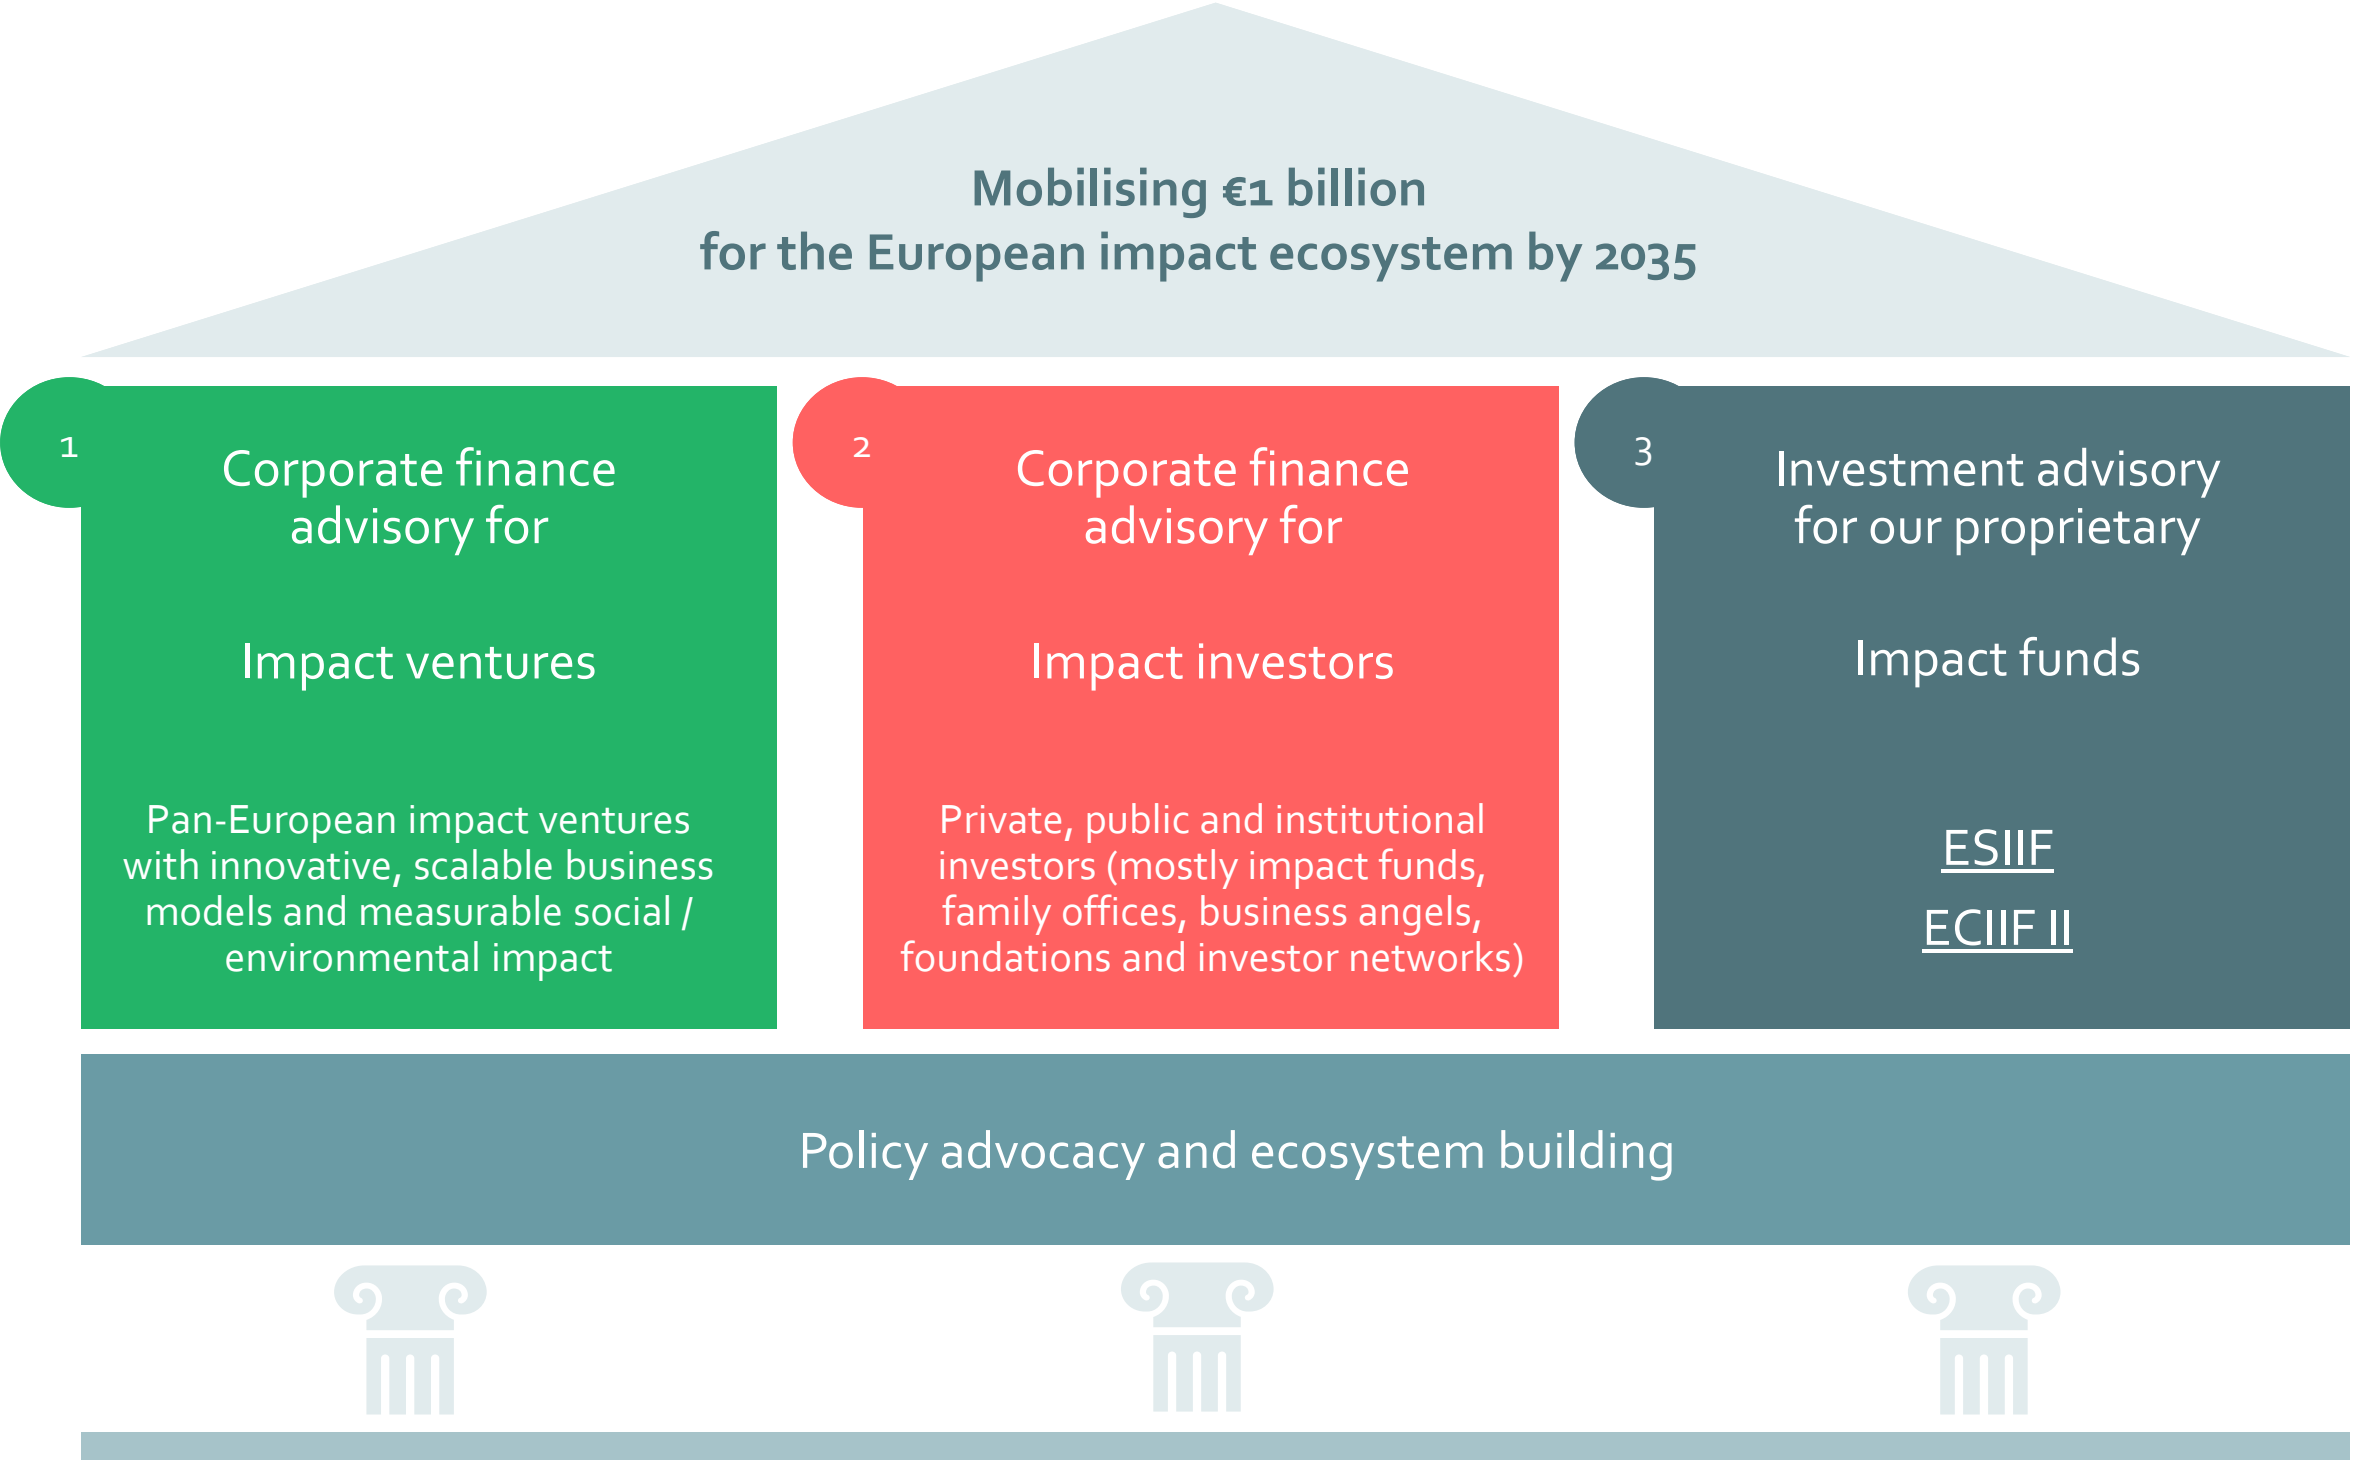 Mobilising €1 billion
for the European impact ecosystem by 2035
1
Corporate finance
advisory for
Impact ventures
Pan-European impact ventures
with innovative, scalable business
models and measurable social /
environmental impact
2
Corporate finance
advisory for
Impact investors
Private, public and institutional
investors (mostly impact funds,
family offices, business angels,
foundations and investor networks)
3
Investment advisory
for our proprietary
Impact funds
ESIIF
ECIIF II
Policy advocacy and ecosystem building